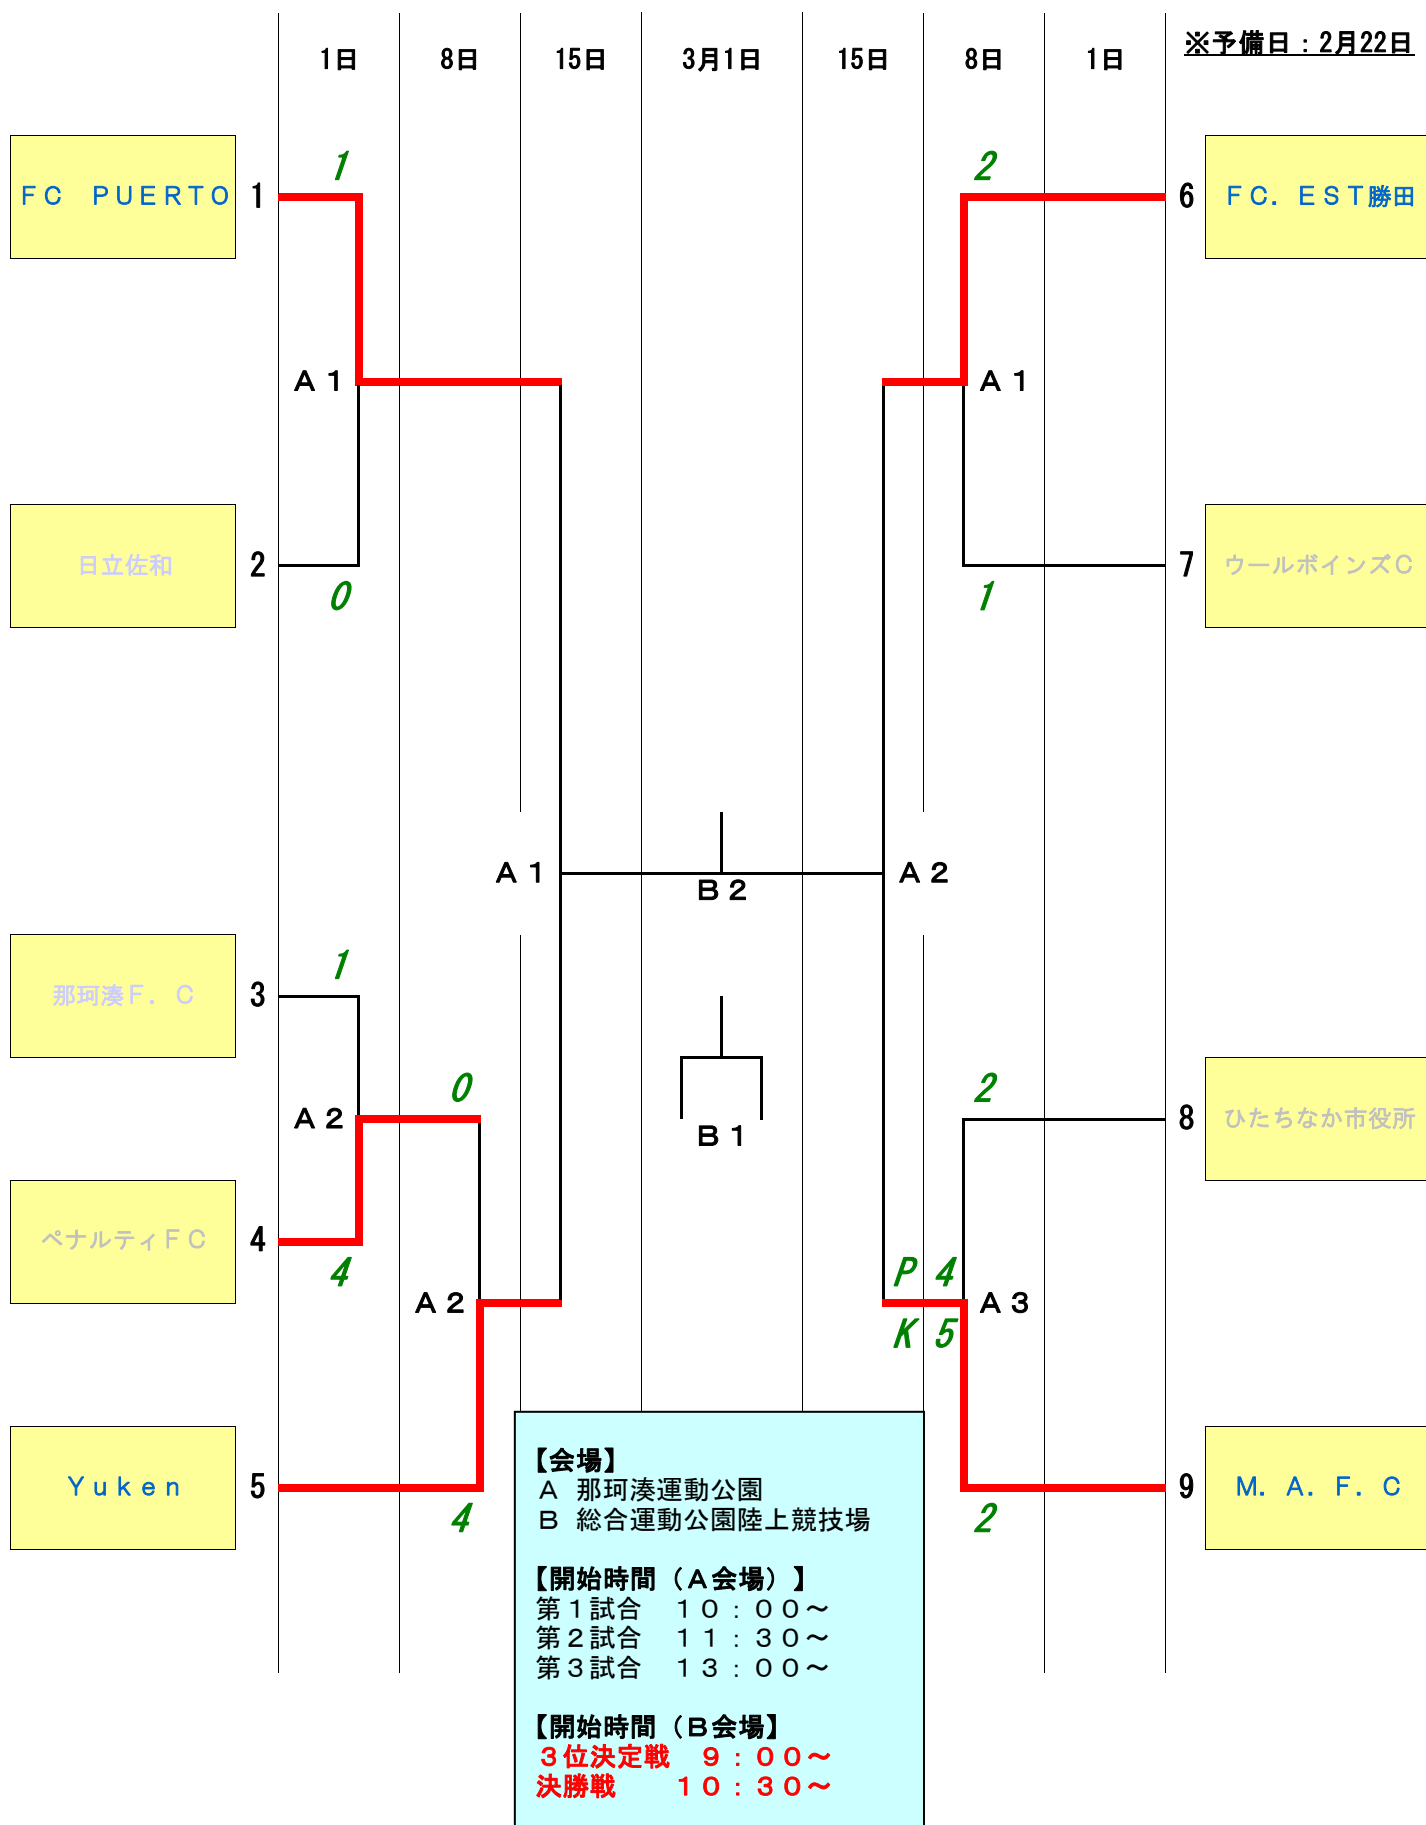 1日 8日 15日 3月1日 15日 8日 1日 ※予備日：2月22日
1 2
ＦＣ　ＰＵＥＲＴＯ 1 6 ＦＣ．ＥＳＴ勝田
Ａ１ Ａ１
日立佐和 2 7 ウールボインズＣ
0 1
Ａ１ Ａ２
Ｂ２
1
那珂湊Ｆ．Ｃ 3
0 2
Ａ２ 8 ひたちなか市役所
Ｂ１
ペナルティＦＣ 4
4 P 4
Ａ２ Ａ３
K 5
Ｙｕｋｅｎ 5 9 Ｍ．Ａ．Ｆ．Ｃ
4 2
【会場】
Ａ 那珂湊運動公園
Ｂ 総合運動公園陸上競技場
【開始時間（Ａ会場）】
第１試合　１０：００～
第２試合　１１：３０～
第３試合　１３：００～
【開始時間（Ｂ会場】
３位決定戦　９：００～
決勝戦　　１０：３０～